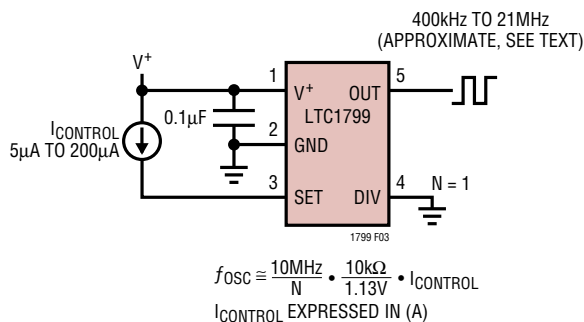 400kHz TO 21MHz
(APPROXIMATE, SEE TEXT)
V+
1
V+
OUT
5
LTC1799
0.1µF
2
GND
ICONTROL
5µA TO 200µA
3
SET
DIV
4
N = 1
1799 F03
ƒOSC ≅ 10MHz/N • 10kΩ/1.13V • ICONTROL
ICONTROL EXPRESSED IN (A)